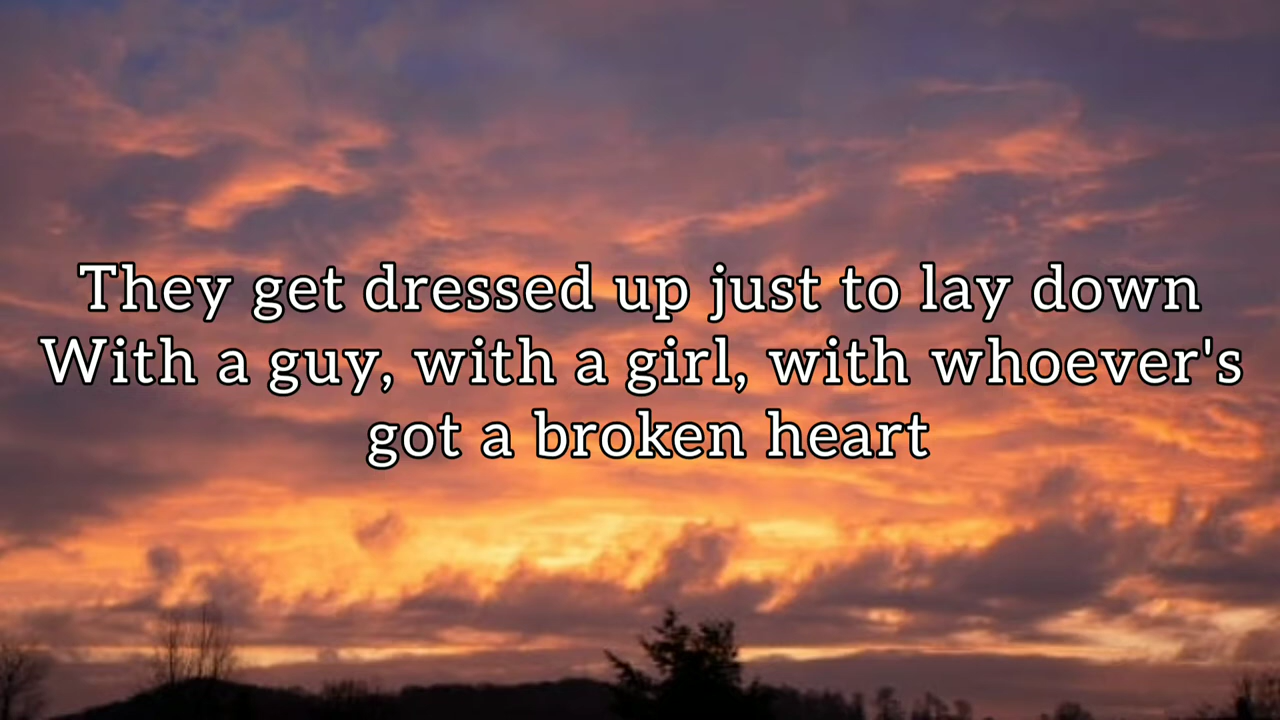 They get dressed up just to lay down
With a guy, with a girl, with whoever's
got a broken heart